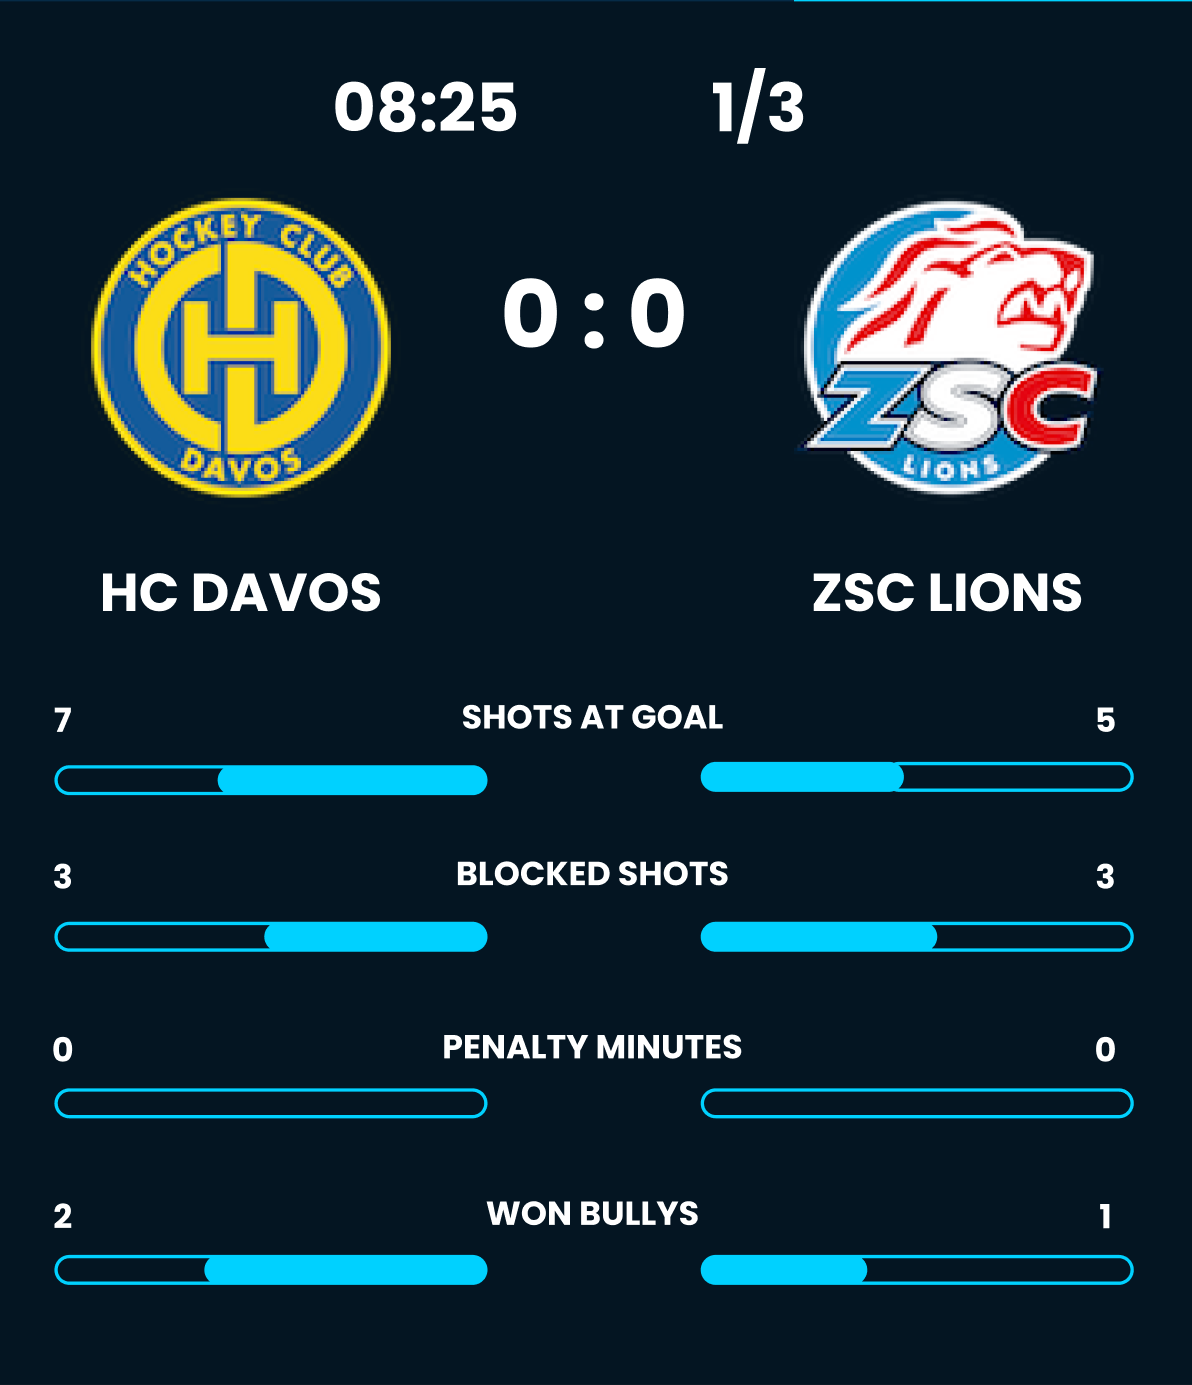 08:25 1/3
HOCKEY CLUB
DAVOS
0 : 0
ZSC
LIONS
HC DAVOS ZSC LIONS
7 SHOTS AT GOAL 5
3 BLOCKED SHOTS 3
0 PENALTY MINUTES 0
2 WON BULLYS 1